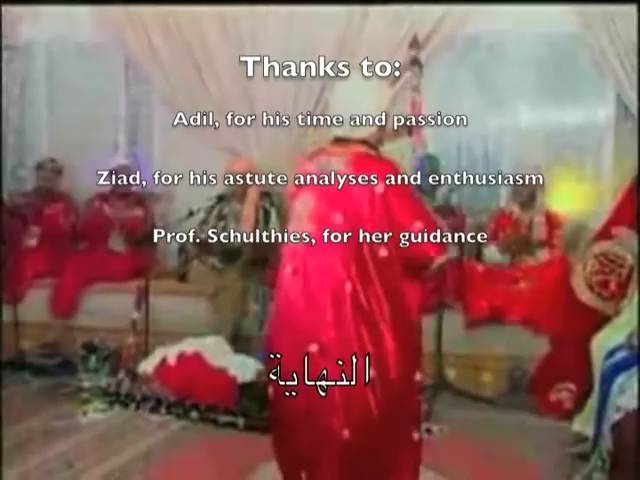 Thanks to:
Adil, for his time and passion
Ziad, for his astute analyses and enthusiasm
Prof. Schulthies, for her guidance
النهاية